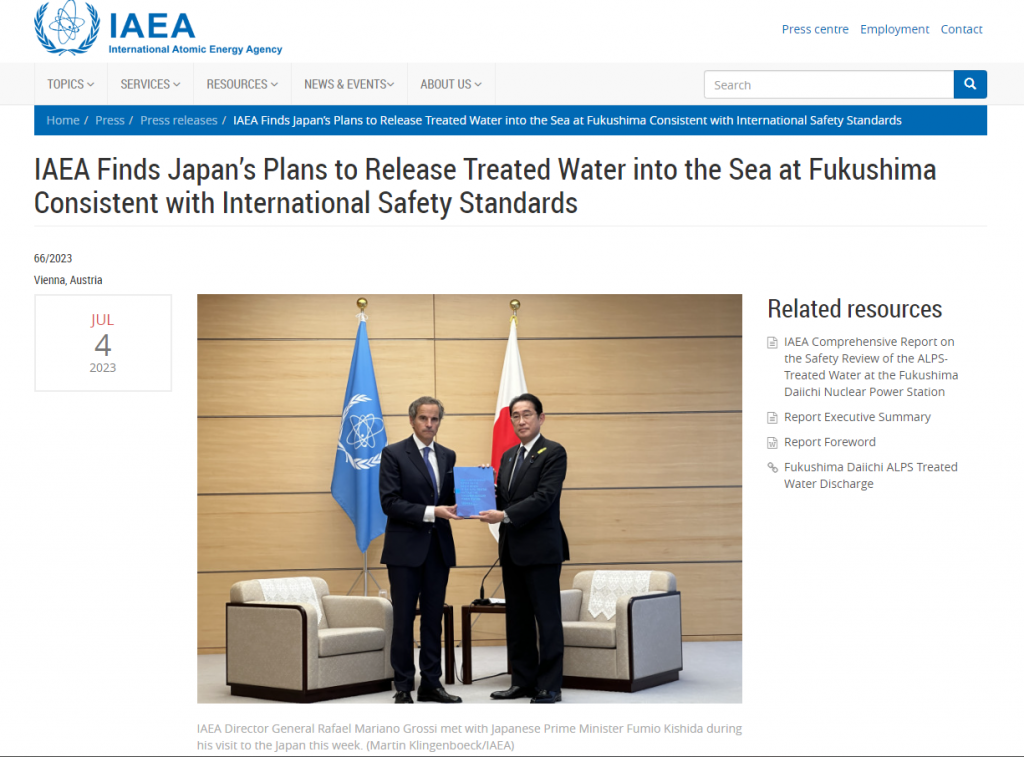 IAEA
International Atomic Energy Agency
Press centre Employment Contact
TOPICS SERVICES RESOURCES NEWS & EVENTS ABOUT US Search
Home / Press / Press releases / IAEA Finds Japan's Plans to Release Treated Water into the Sea at Fukushima Consistent with International Safety Standards
IAEA Finds Japan's Plans to Release Treated Water into the Sea at Fukushima
Consistent with International Safety Standards
66/2023
Vienna, Austria
JUL
4
2023
Related resources
IAEA Comprehensive Report on
the Safety Review of the ALPS-
Treated Water at the Fukushima
Daiichi Nuclear Power Station
Report Executive Summary
Report Foreword
Fukushima Daiichi ALPS Treated
Water Discharge
IAEA Director General Rafael Mariano Grossi met with Japanese Prime Minister Fumio Kishida during
his visit to the Japan this week. (Martin Klingenboeck/IAEA)